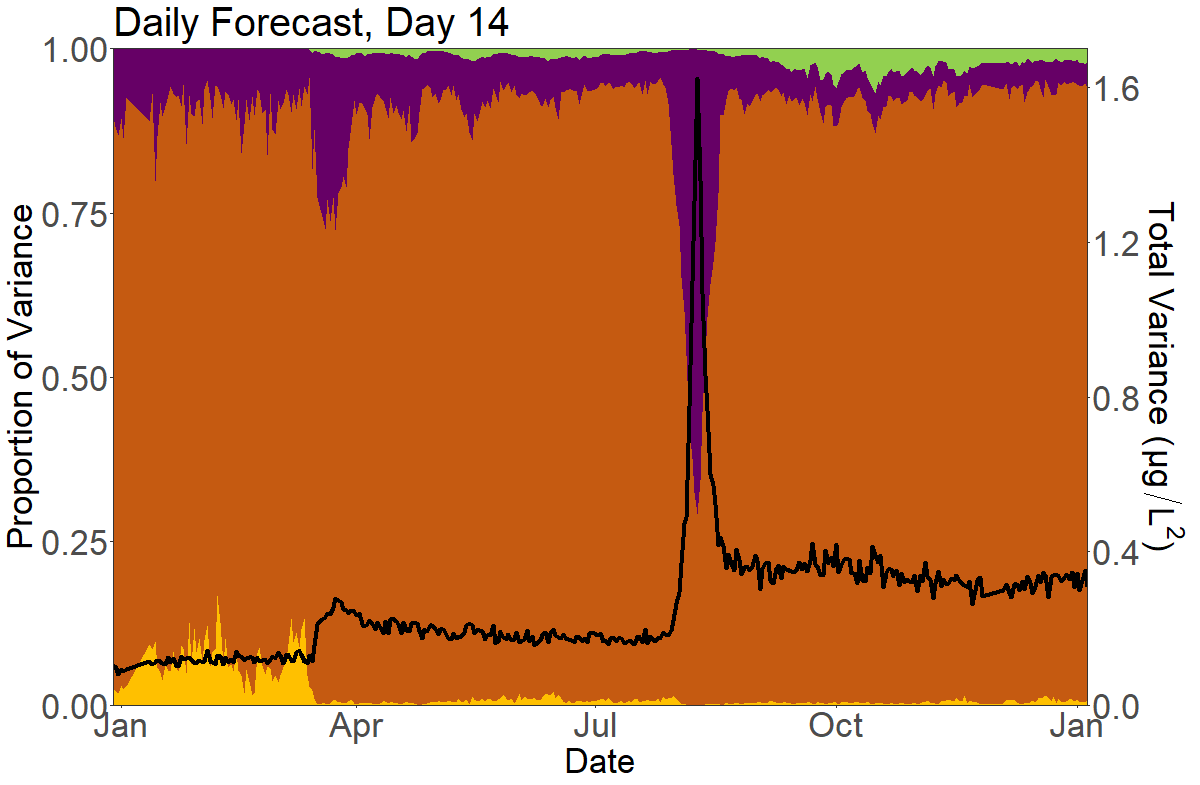 Daily Forecast, Day 14
Proportion of Variance
1.00
0.75
0.50
0.25
0.00
Jan
Apr
Jul
Oct
Jan
Date
1.6
1.2
0.8
0.4
0.0
Total Variance (μg/L²)